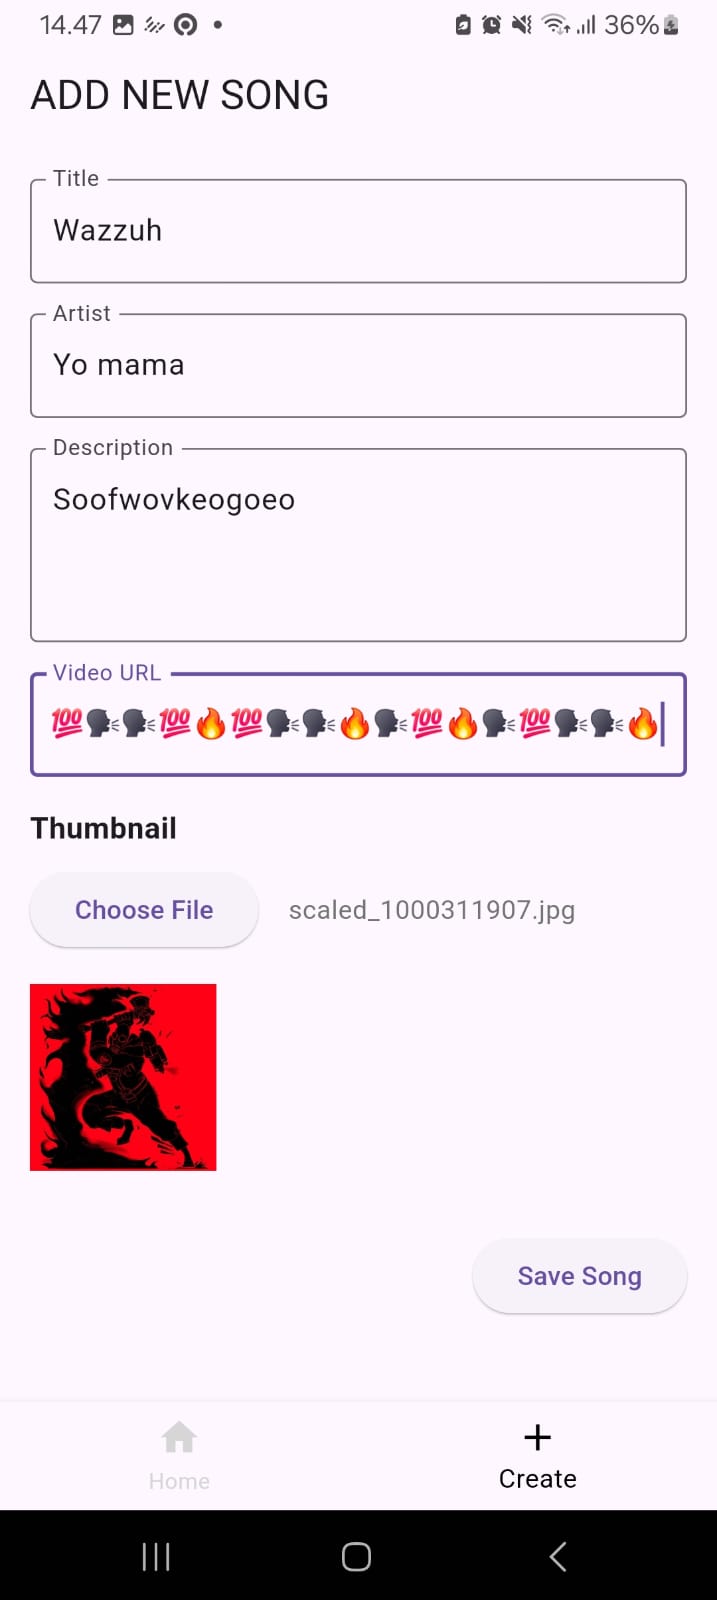 14.47
36%
ADD NEW SONG
Title
Wazzuh
Artist
Yo mama
Description
Soofwovkeogoeo
Video URL
💯🗣️🗣️💯🔥💯🗣️🗣️🔥🗣️💯🔥🗣️💯🗣️🗣️🔥
Thumbnail
Choose File scaled_1000311907.jpg
Save Song
Home
Create